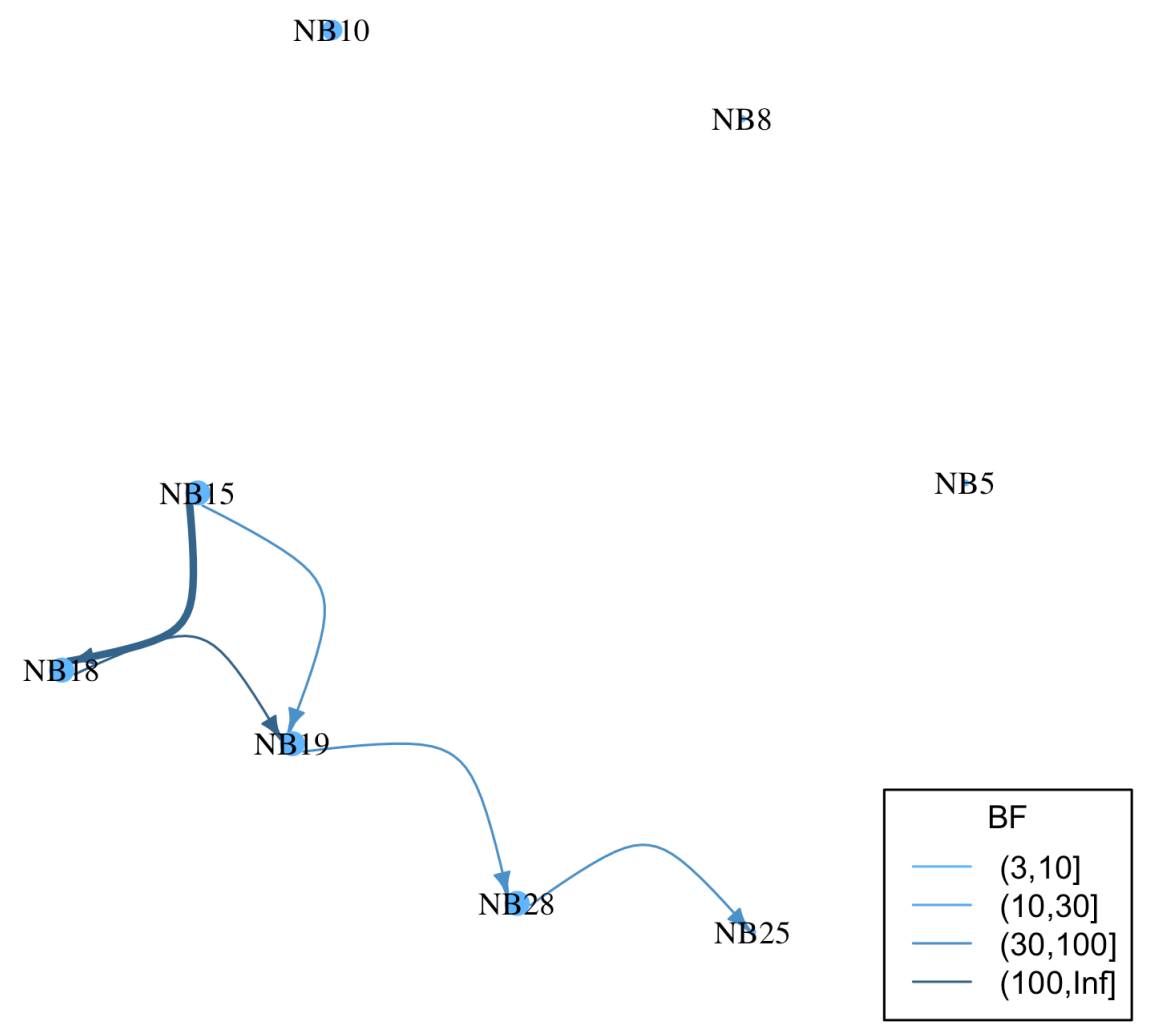 NB10
NB8
NB5
NB15
NB18
NB19
NB28
NB25
BF
(3,10]
(10,30]
(30,100]
(100,Inf]